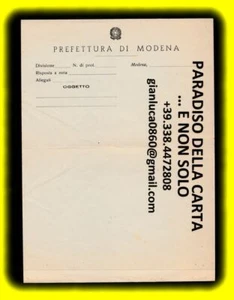 PREFETTURA DI MODENA
Divisione N. di prot. Modena,
Risposta a nota
Allegati
OGGETTO
PARADISO DELLA CARTA
... E NON SOLO
+39.338.4472808
gianluca0860@gmail.com